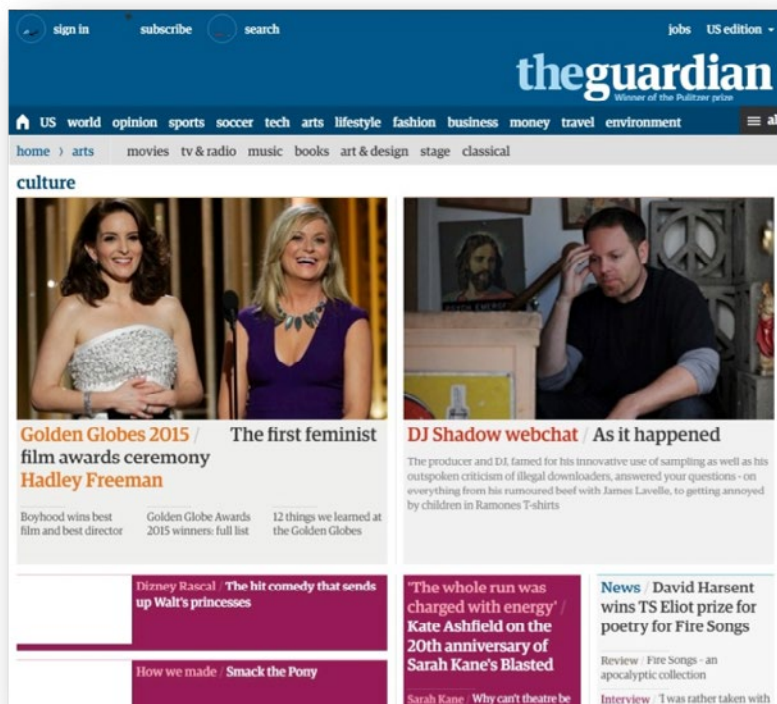 sign in subscribe search jobs US edition
theguardian
Winner of the Pulitzer prize
US world opinion sports soccer tech arts lifestyle fashion business money travel environment al
home › arts movies tv & radio music books art & design stage classical
culture
Golden Globes 2015 / The first feminist
film awards ceremony
Hadley Freeman
Boyhood wins best
film and best director
Golden Globe Awards
2015 winners: full list
12 things we learned at
the Golden Globes
DJ Shadow webchat / As it happened
The producer and DJ, famed for his innovative use of sampling as well as his
outspoken criticism of illegal downloaders, answered your questions - on
everything from his rumoured beef with James Lavelle, to getting annoyed
by children in Ramones T-shirts
Dizney Rascal / The hit comedy that sends
up Walt's princesses
How we made / Smack the Pony
'The whole run was
charged with energy' /
Kate Ashfield on the
20th anniversary of
Sarah Kane's Blasted
Sarah Kane / Why can't theatre be
News / David Harsent
wins TS Eliot prize for
poetry for Fire Songs
Review / Fire Songs - an
apocalyptic collection
Interview / 'I was rather taken with